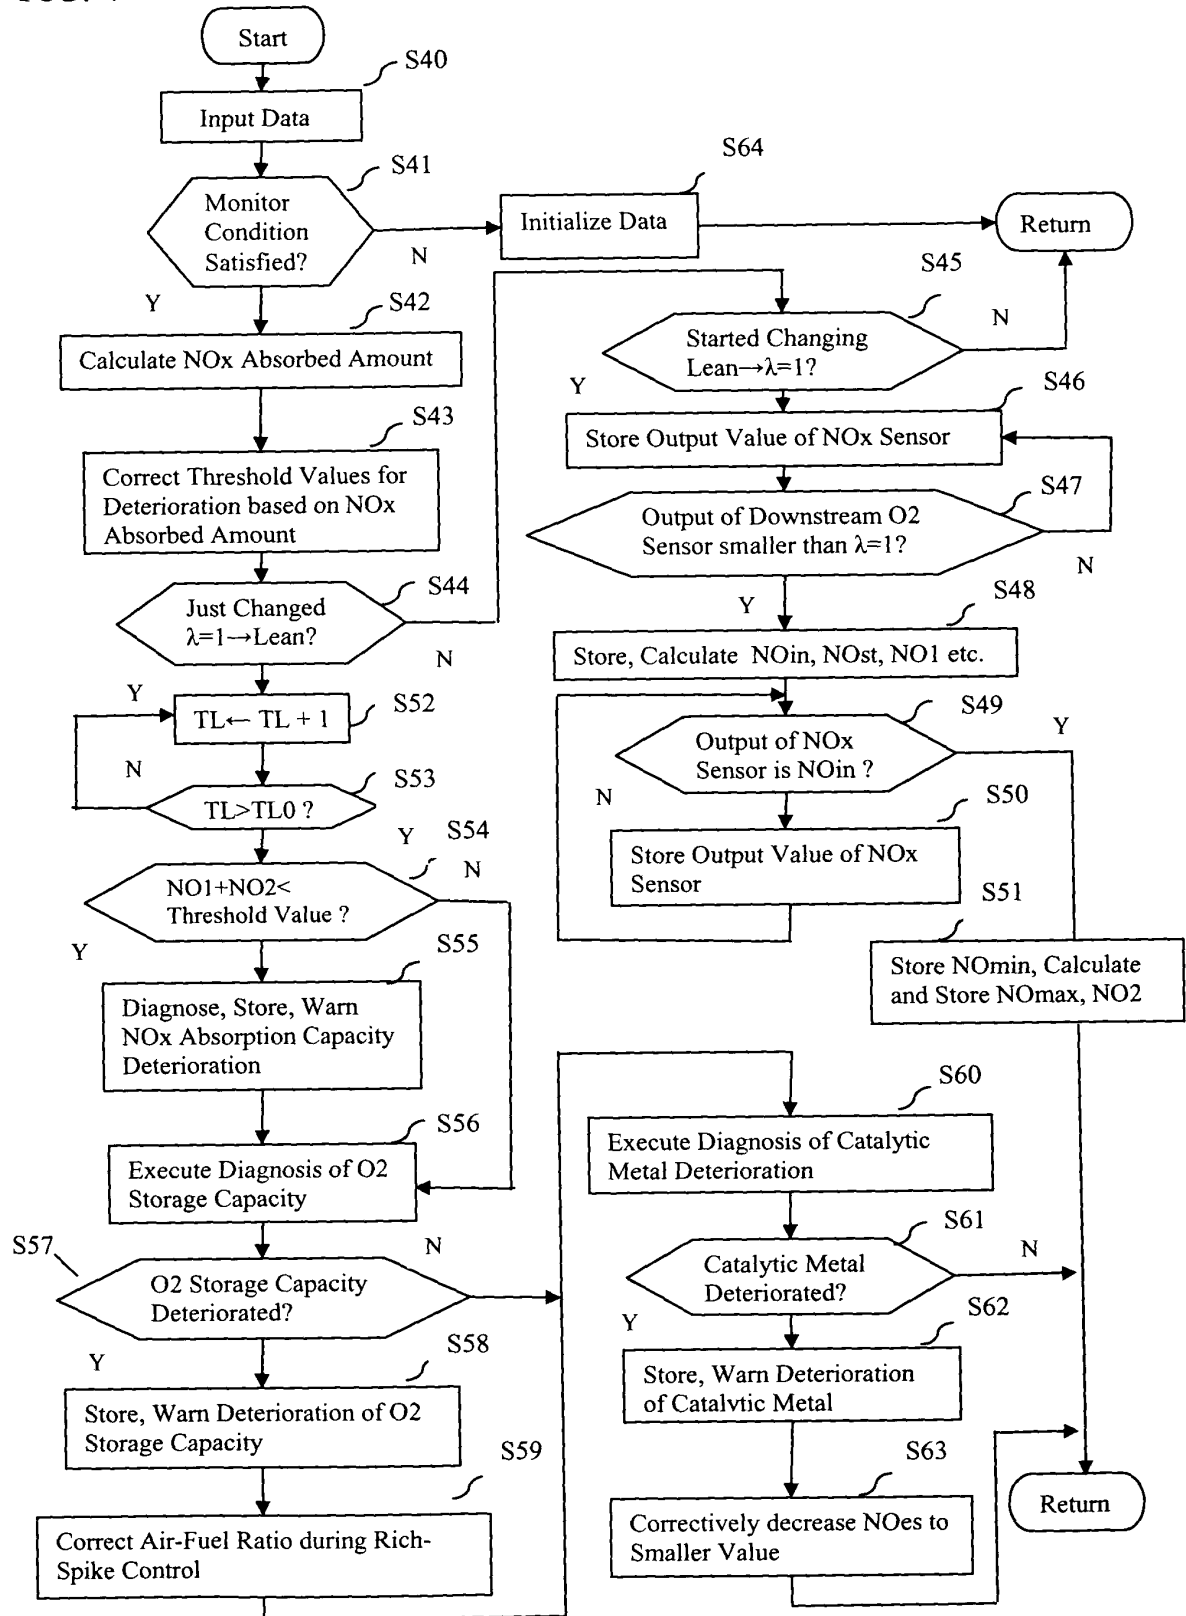 Start
S40
Input Data
S41
Monitor
Condition
Satisfied?
N
Y
S64
Initialize Data
Return
S42
Calculate NOx Absorbed Amount
S43
Correct Threshold Values for
Deterioration based on NOx
Absorbed Amount
S44
Just Changed
λ=1→Lean?
N
Y
S52
TL← TL + 1
N
S53
TL>TL0 ?
Y
S54
N
NO1+NO2<
Threshold Value ?
Y
S55
Diagnose, Store, Warn
NOx Absorption Capacity
Deterioration
S56
Execute Diagnosis of O2
Storage Capacity
S57
N
O2 Storage Capacity
Deteriorated?
Y
S58
Store, Warn Deterioration of O2
Storage Capacity
S59
Correct Air-Fuel Ratio during Rich-
Spike Control
S45
Started Changing
Lean→λ=1?
N
Y
S46
Store Output Value of NOx Sensor
S47
Output of Downstream O2
Sensor smaller than λ=1?
N
Y
S48
Store, Calculate NOin, NOst, NO1 etc.
S49
Output of NOx
Sensor is NOin ?
Y
N
S50
Store Output Value of NOx
Sensor
S51
Store NOmin, Calculate
and Store NOmax, NO2
S60
Execute Diagnosis of Catalytic
Metal Deterioration
S61
Catalytic Metal
Deteriorated?
N
Y
S62
Store, Warn Deterioration
of Catalytic Metal
S63
Correctively decrease NOes to
Smaller Value
Return